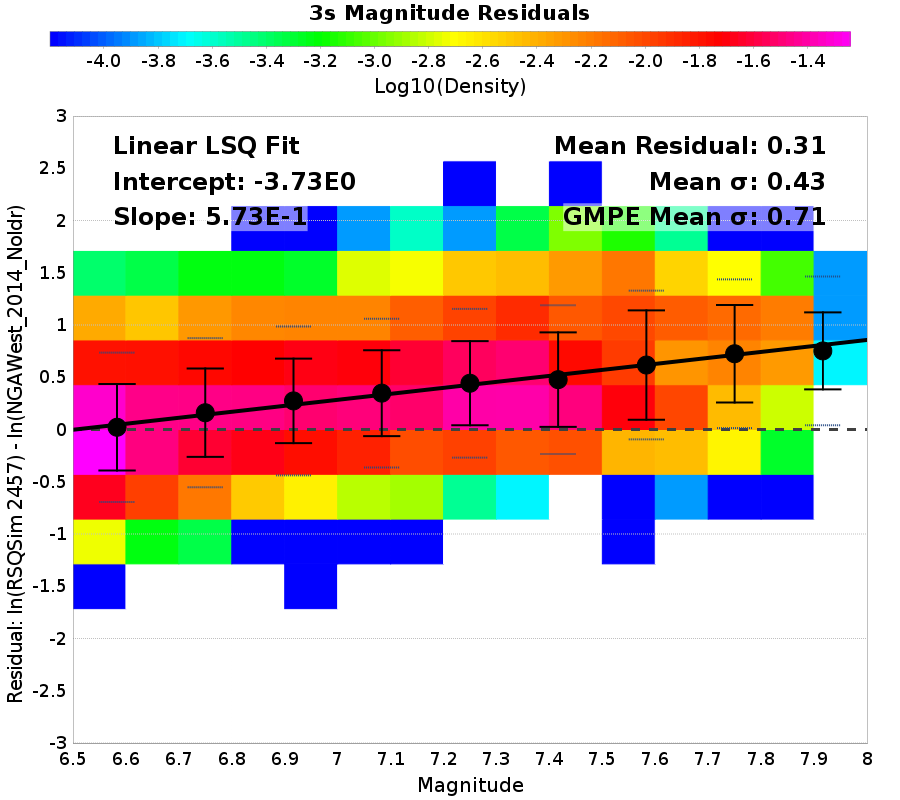 3s Magnitude Residuals
-4.0 -3.8 -3.6 -3.4 -3.2 -3.0 -2.8 -2.6 -2.4 -2.2 -2.0 -1.8 -1.6 -1.4
Log10(Density)
Linear LSQ Fit
Intercept: -3.73E0
Slope: 5.73E-1
Mean Residual: 0.31
Mean σ: 0.43
GMPE Mean σ: 0.71
Residual: ln(RSQSim 2457) - ln(NGAWest_2014_NoIdr)
3
2.5
2
1.5
1
0.5
0
-0.5
-1
-1.5
-2
-2.5
-3
6.5 6.6 6.7 6.8 6.9 7 7.1 7.2 7.3 7.4 7.5 7.6 7.7 7.8 7.9 8
Magnitude